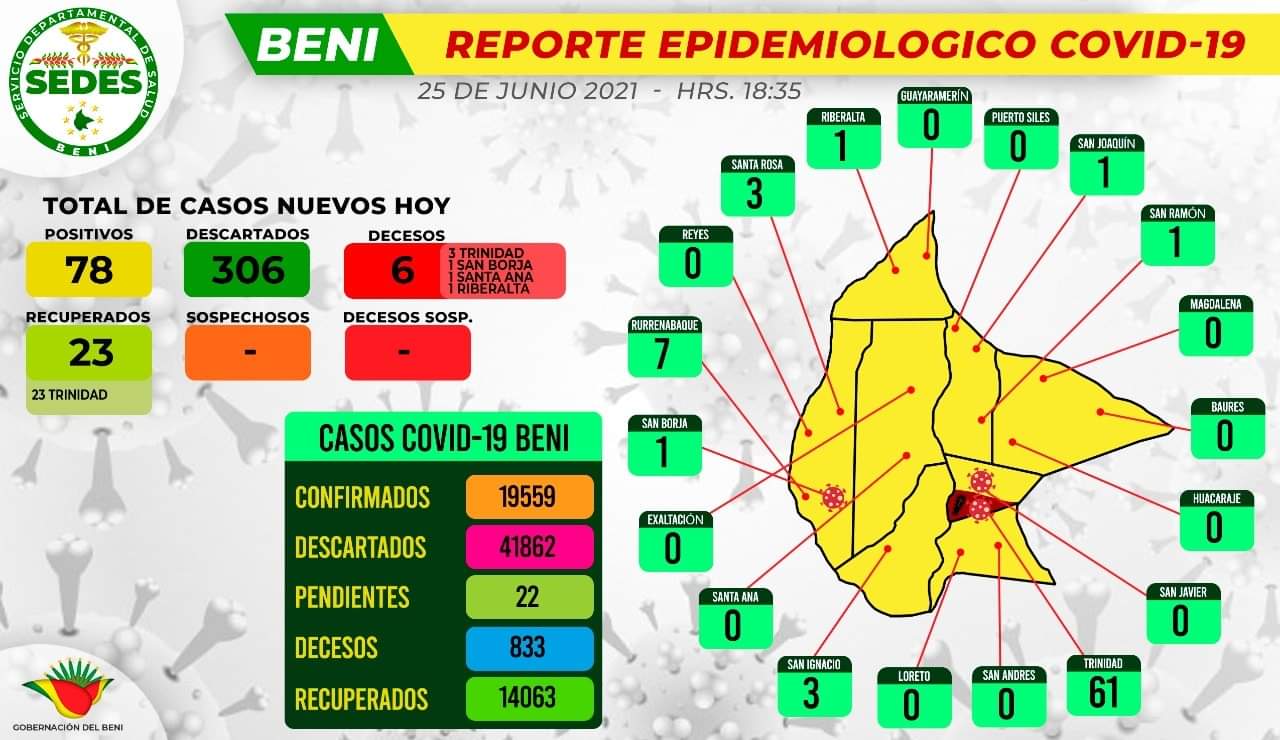 SERVICIO DEPARTAMENTAL DE SALUD
SEDES
BENI
BENI
REPORTE EPIDEMIOLOGICO COVID-19
25 DE JUNIO 2021 - HRS. 18:35
TOTAL DE CASOS NUEVOS HOY
POSITIVOS
78
DESCARTADOS
306
DECESOS
6
3 TRINIDAD
1 SAN BORJA
1 SANTA ANA
1 RIBERALTA
RECUPERADOS
23
23 TRINIDAD
SOSPECHOSOS
-
DECESOS SOSP.
-
CASOS COVID-19 BENI
CONFIRMADOS 19559
DESCARTADOS 41862
PENDIENTES 22
DECESOS 833
RECUPERADOS 14063
GOBERNACIÓN DEL BENI
GUAYARAMERÍN
0
RIBERALTA
1
PUERTO SILES
0
SAN JOAQUÍN
1
SANTA ROSA
3
SAN RAMÓN
1
REYES
0
MAGDALENA
0
RURRENABAQUE
7
BAURES
0
SAN BORJA
1
HUACARAJE
0
EXALTACIÓN
0
SAN JAVIER
0
SANTA ANA
0
SAN IGNACIO
3
LORETO
0
SAN ANDRES
0
TRINIDAD
61